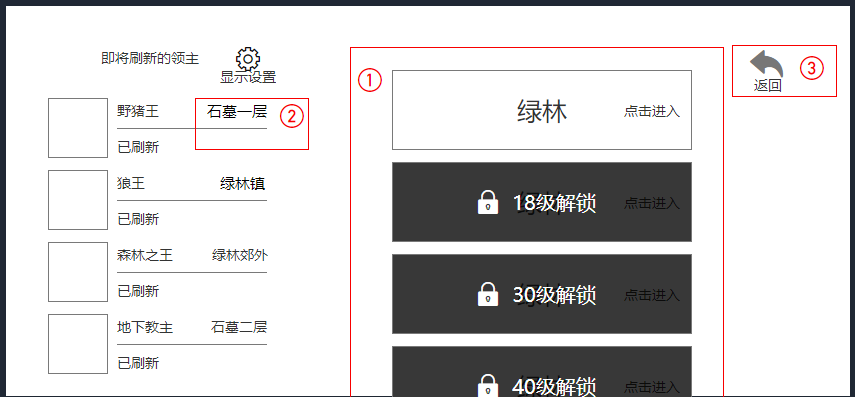 即将刷新的领主
显示设置
野猪王 石墓一层 ②
已刷新
狼王 绿林镇
已刷新
森林之王 绿林郊外
已刷新
地下教主 石墓二层
已刷新
①
绿林 点击进入
18级解锁 点击进入
30级解锁 点击进入
40级解锁 点击进入
③
返回